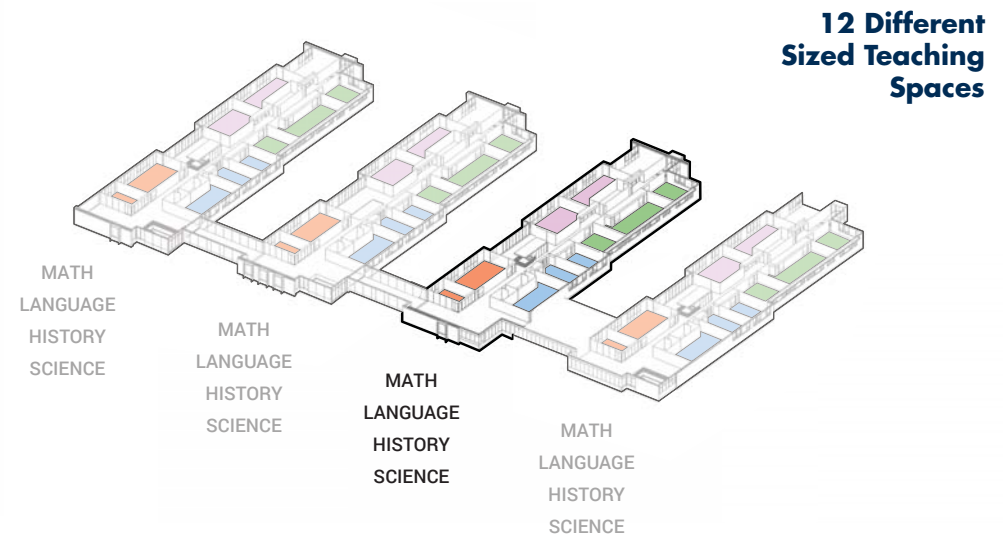 12 Different
Sized Teaching
Spaces
MATH
LANGUAGE
HISTORY
SCIENCE
MATH
LANGUAGE
HISTORY
SCIENCE
MATH
LANGUAGE
HISTORY
SCIENCE
MATH
LANGUAGE
HISTORY
SCIENCE